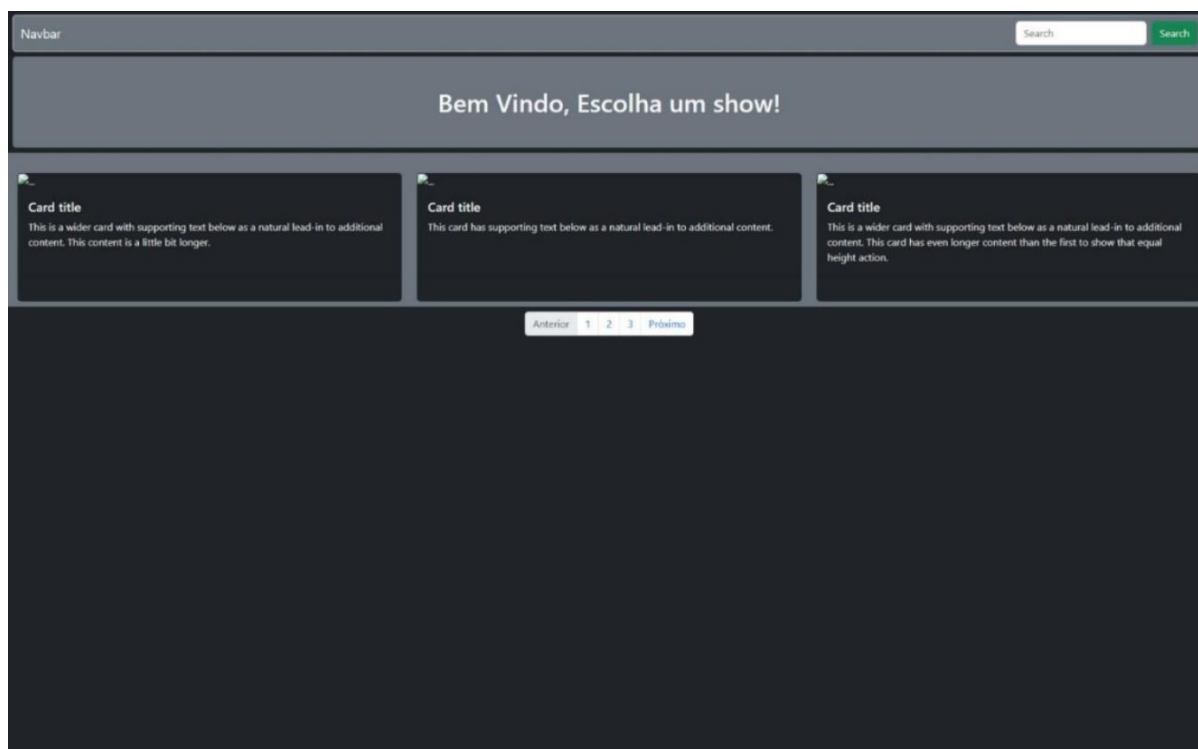 Navbar
Search
Search
Bem Vindo, Escolha um show!
Card title
This is a wider card with supporting text below as a natural lead-in to additional
content. This content is a little bit longer.
Card title
This card has supporting text below as a natural lead-in to additional content.
Card title
This is a wider card with supporting text below as a natural lead-in to additional
content. This card has even longer content than the first to show that equal
height action.
Anterior 1 2 3 Próximo